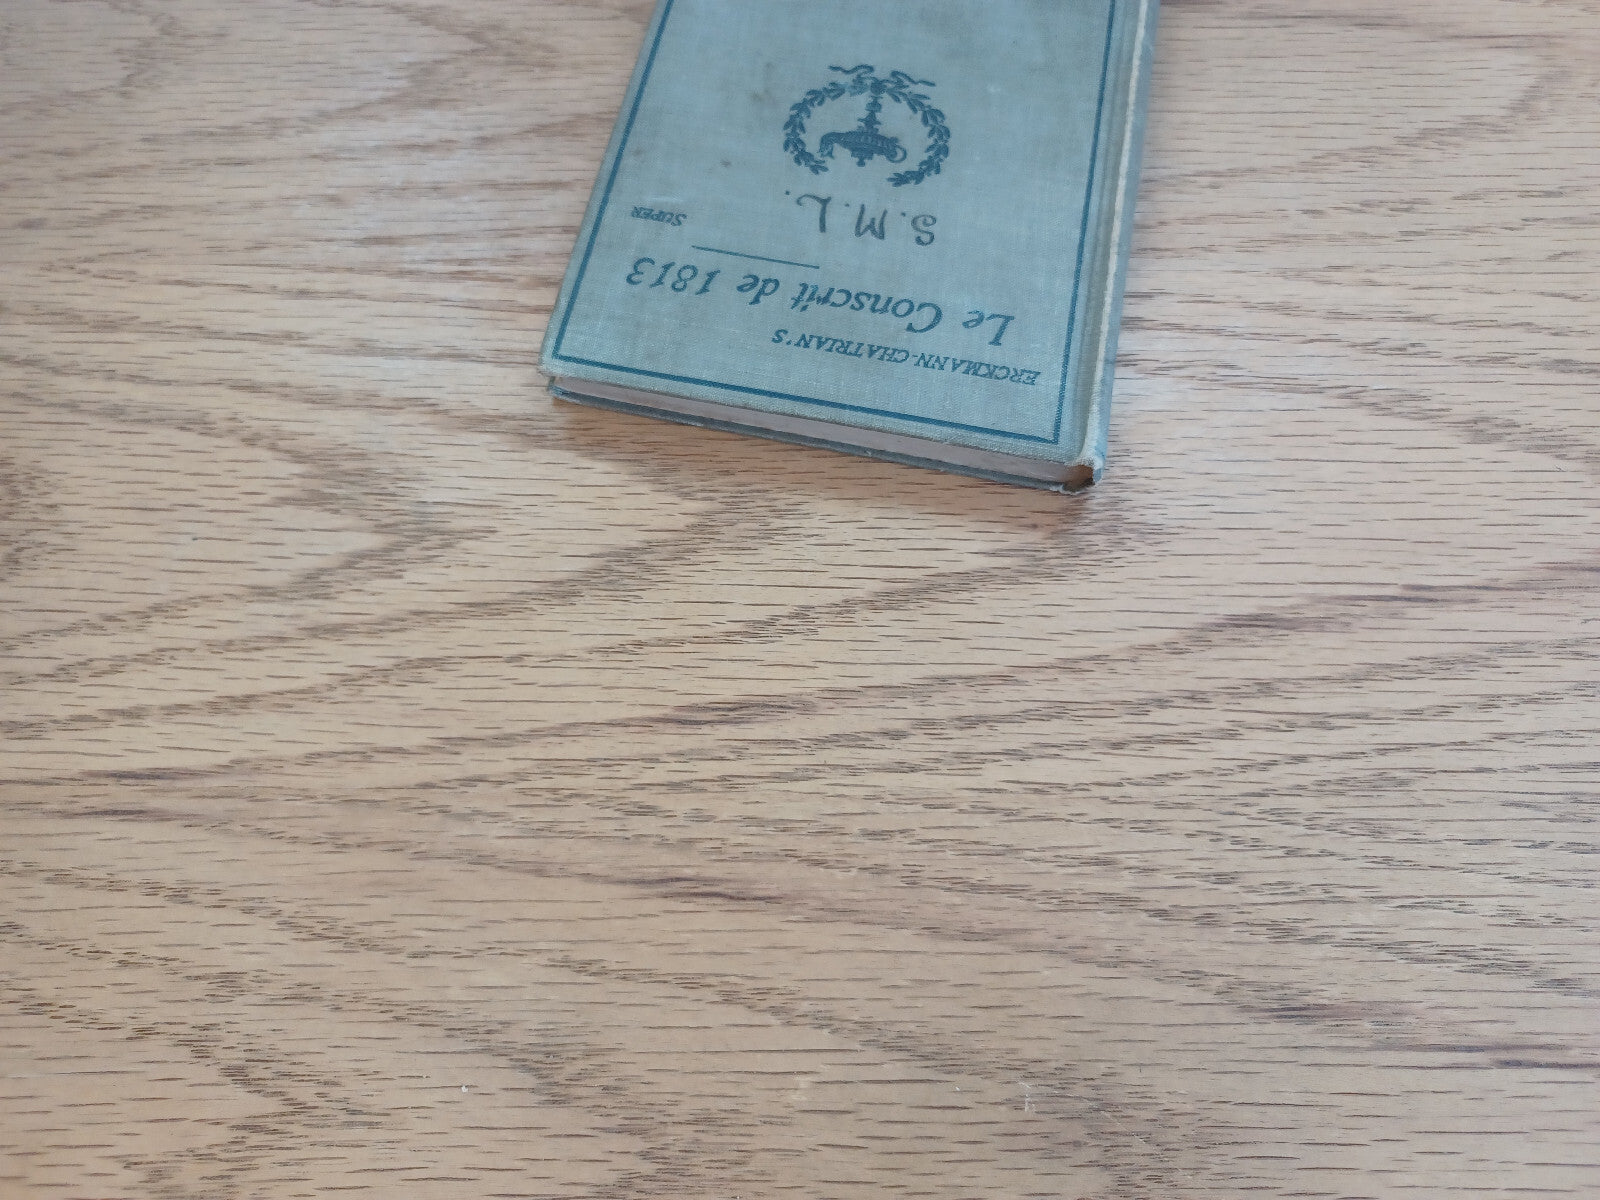 ERCKMANN-CHATRIAN'S
Le Conscrit de 1813
SUPER
S.M.L.